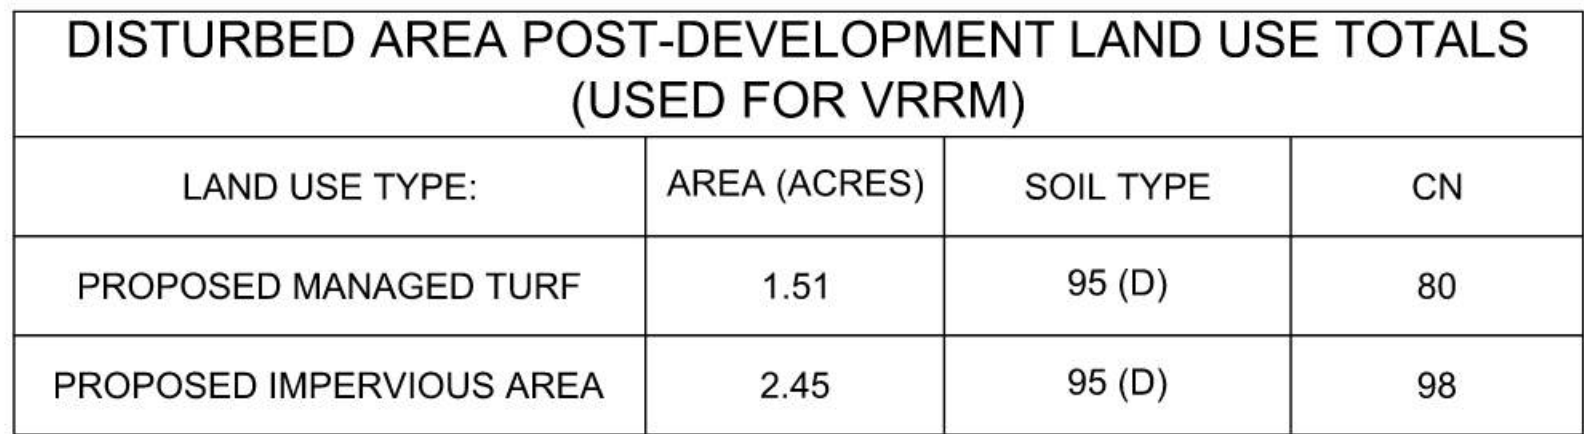 DISTURBED AREA POST-DEVELOPMENT LAND USE TOTALS
(USED FOR VRRM)
LAND USE TYPE: AREA (ACRES) SOIL TYPE CN
PROPOSED MANAGED TURF 1.51 95 (D) 80
PROPOSED IMPERVIOUS AREA 2.45 95 (D) 98